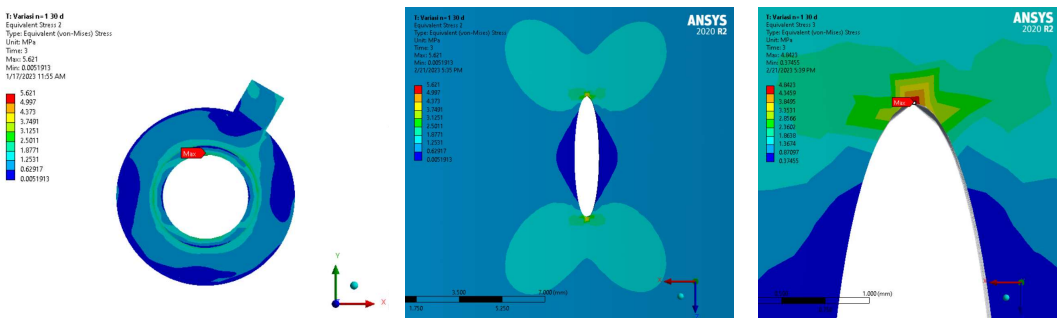 T: Variasi n=1 30 d
Equivalent Stress 2
Type: Equivalent (von-Mises) Stress
Unit: MPa
Time: 3
Max: 5.621
Min: 0.0051913
1/17/2023 11:55 AM
5.621
4.997
4.373
3.7491
3.1251
2.5011
1.8771
1.2531
0.62917
0.0051913
Max
Y
X
T: Variasi n=1 30 d
Equivalent Stress 2
Type: Equivalent (von-Mises) Stress
Unit: MPa
Time: 3
Max: 5.621
Min: 0.0051913
2/21/2023 5:35 PM
ANSYS
2020 R2
5.621
4.997
4.373
3.7491
3.1251
2.5011
1.8771
1.2531
0.62917
0.0051913
3.500
7.000 (mm)
1.750
5.250
T: Variasi n=1 30 d
Equivalent Stress 3
Type: Equivalent (von-Mises) Stress
Unit: MPa
Time: 3
Max: 4.8423
Min: 0.37455
2/21/2023 5:39 PM
ANSYS
2020 R2
4.8423
4.3459
3.8495
3.3531
2.8566
2.3602
1.8638
1.3674
0.87097
0.37455
Max
1.000 (mm)